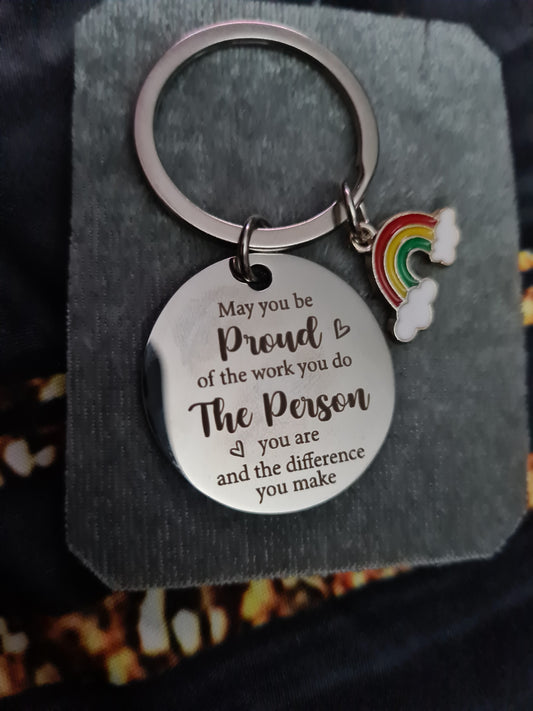 May you be
Proud
of the work you do
The Person
you are
and the difference
you make